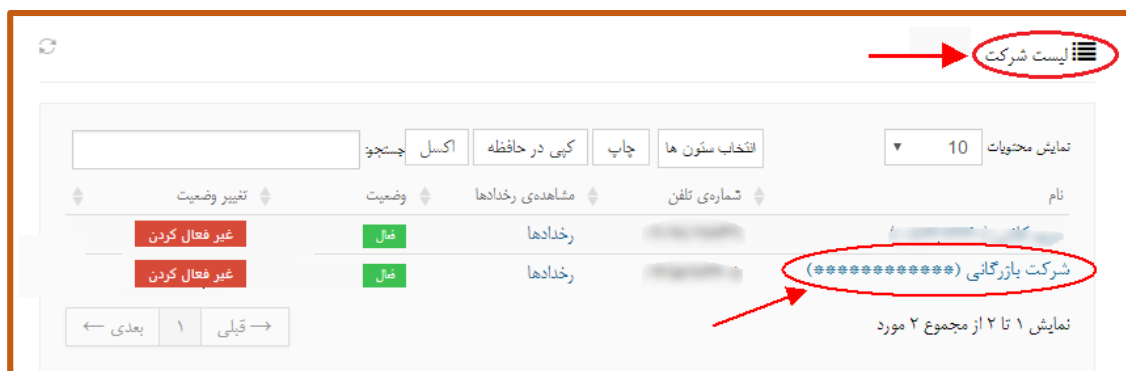 لیست شرکت
نمایش محتویات 10 انتخاب ستون ها چاپ کپی در حافظه اکسل جستجو:
نام شماره‌ی تلفن مشاهده‌ی رخدادها وضعیت تغییر وضعیت
رخدادها فعال غیر فعال کردن
شرکت بازرگانی (************) رخدادها فعال غیر فعال کردن
نمایش ۱ تا ۲ از مجموع ۲ مورد → قبلی ۱ بعدی ←